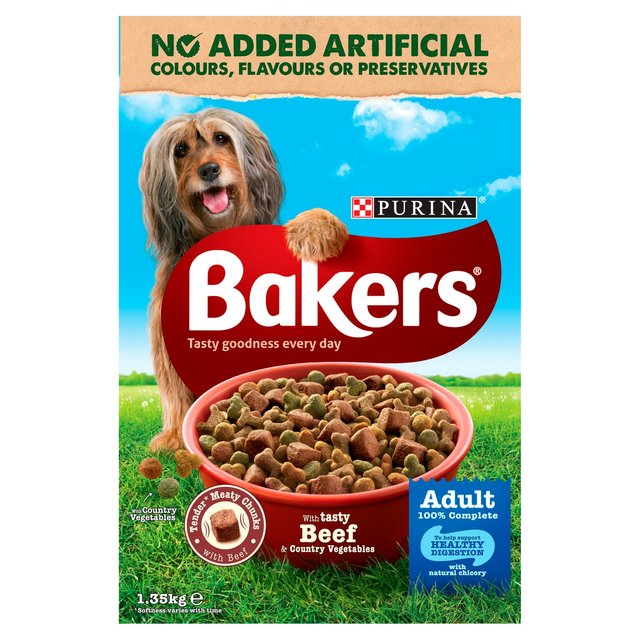 NO ADDED ARTIFICIAL
COLOURS, FLAVOURS OR PRESERVATIVES
PURINA®
Bakers®
Tasty goodness every day
With Country
Vegetables
Tender* Meaty Chunks
with Beef
With tasty
Beef
& Country Vegetables
Adult
100% Complete
To help support
HEALTHY
DIGESTION
with
natural chicory
1.35kg ℮
*Softness varies with time